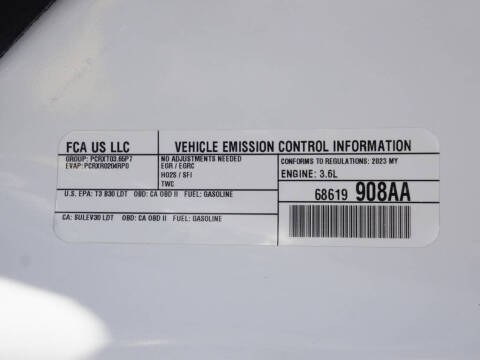 FCA US LLC
VEHICLE EMISSION CONTROL INFORMATION
GROUP: PCRXT03.65P7
EVAP: PCRXR0204RP0
NO ADJUSTMENTS NEEDED
EGR / EGRC
HO2S / SFI
TWC
CONFORMS TO REGULATIONS: 2023 MY
ENGINE: 3.6L
U.S. EPA: T3 B30 LDT OBD: CA OBD II FUEL: GASOLINE
68619 908AA
CA: SULEV30 LDT OBD: CA OBD II FUEL: GASOLINE